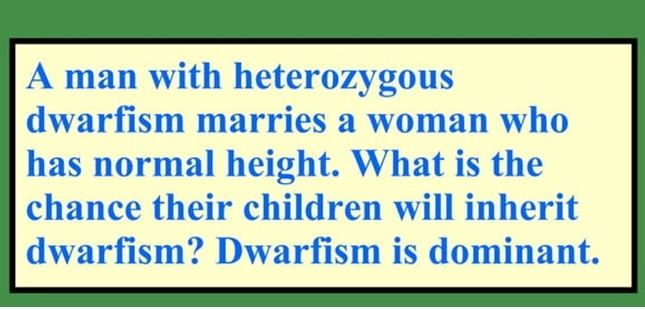 A man with heterozygous
dwarfism marries a woman who
has normal height. What is the
chance their children will inherit
dwarfism? Dwarfism is dominant.